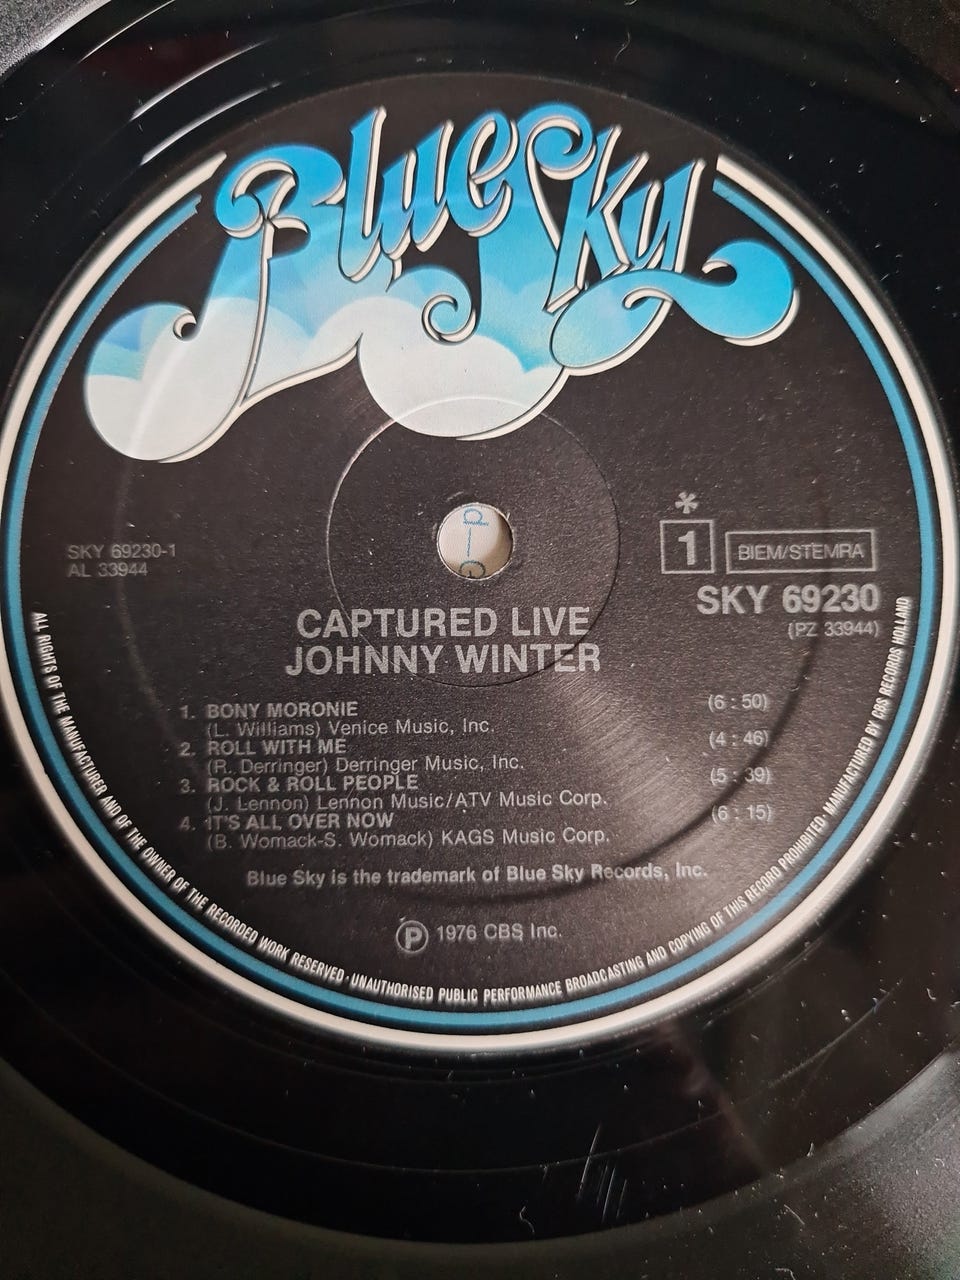 Blue Sky
*
1 BIEM/STEMRA
SKY 69230-1
AL 33944
SKY 69230
(PZ 33944)
CAPTURED LIVE
JOHNNY WINTER
1. BONY MORONIE (6 : 50)
(L. Williams) Venice Music, Inc.
2. ROLL WITH ME (4 : 46)
(R. Derringer) Derringer Music, Inc.
3. ROCK & ROLL PEOPLE (5 : 39)
(J. Lennon) Lennon Music/ATV Music Corp.
4. IT'S ALL OVER NOW (6 : 15)
(B. Womack-S. Womack) KAGS Music Corp.
Blue Sky is the trademark of Blue Sky Records, Inc.
℗ 1976 CBS Inc.
ALL RIGHTS OF THE MANUFACTURER AND OF THE OWNER OF THE RECORDED WORK RESERVED · UNAUTHORISED PUBLIC PERFORMANCE BROADCASTING AND COPYING OF THIS RECORD PROHIBITED · MANUFACTURED BY CBS RECORDS HOLLAND